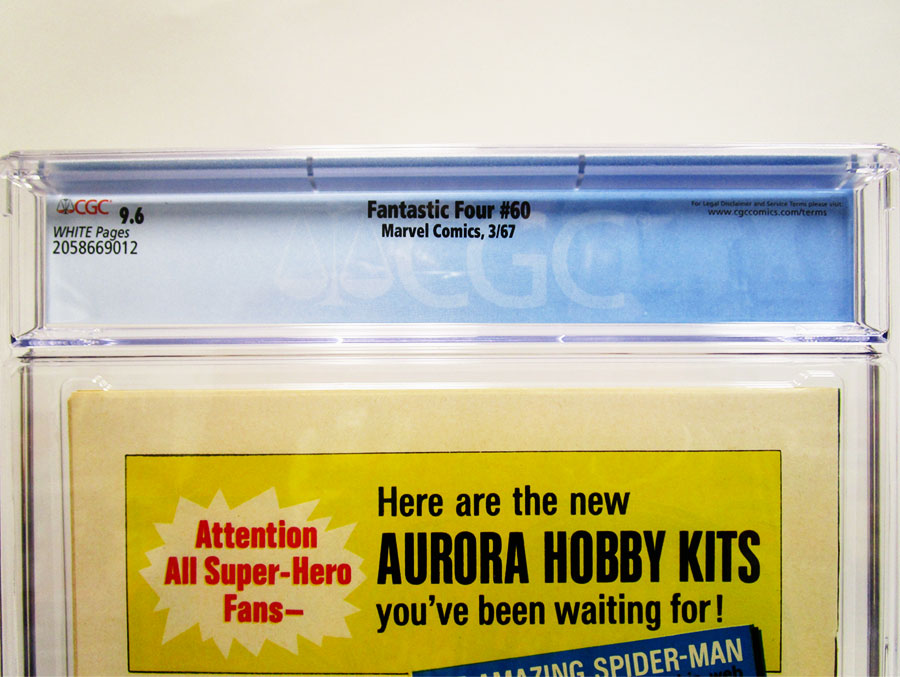 CGC 9.6
WHITE Pages
2058669012
Fantastic Four #60
Marvel Comics, 3/67
For Legal Disclaimer and Service Terms please visit:
www.cgccomics.com/terms
CGC
Attention
All Super-Hero
Fans—
Here are the new
AURORA HOBBY KITS
you've been waiting for!
AMAZING SPIDER-MAN
web